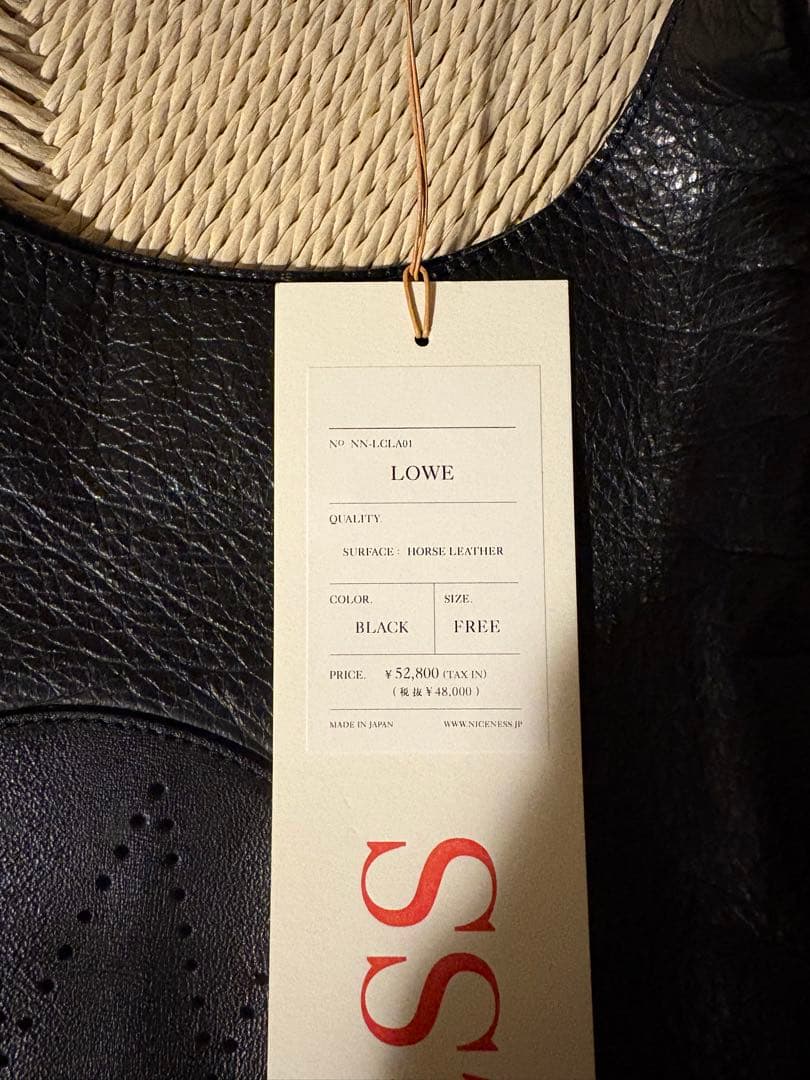 Nº NN-LCLA01
LOWE
QUALITY.
SURFACE : HORSE LEATHER
COLOR.
BLACK
SIZE.
FREE
PRICE. ¥ 52,800 (TAX IN)
( 税 抜 ¥ 48,000 )
MADE IN JAPAN
WWW.NICENESS.JP
SS